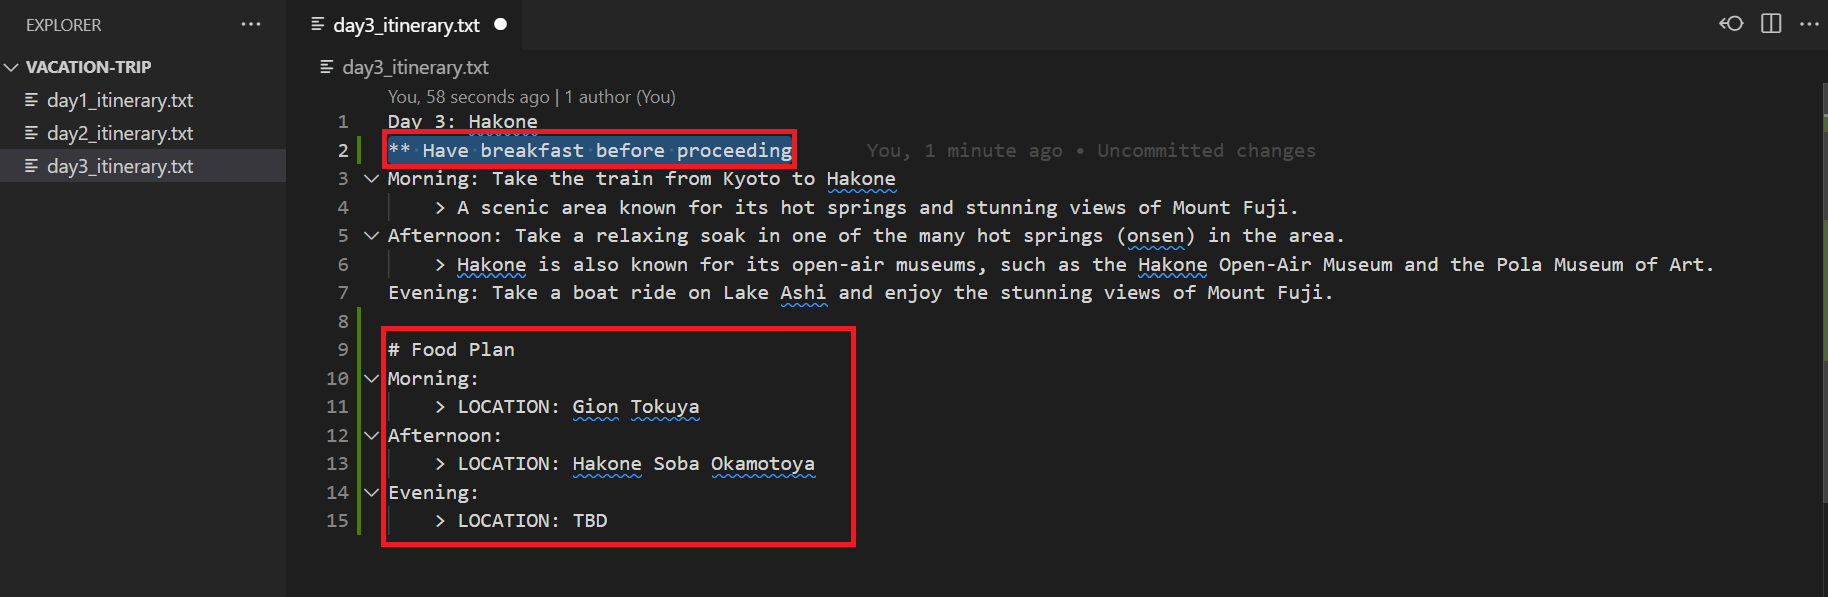 EXPLORER
VACATION-TRIP
day1_itinerary.txt
day2_itinerary.txt
day3_itinerary.txt
day3_itinerary.txt
day3_itinerary.txt
You, 58 seconds ago | 1 author (You)
1 Day 3: Hakone
2 ** Have breakfast before proceeding You, 1 minute ago • Uncommitted changes
3 Morning: Take the train from Kyoto to Hakone
4 > A scenic area known for its hot springs and stunning views of Mount Fuji.
5 Afternoon: Take a relaxing soak in one of the many hot springs (onsen) in the area.
6 > Hakone is also known for its open-air museums, such as the Hakone Open-Air Museum and the Pola Museum of Art.
7 Evening: Take a boat ride on Lake Ashi and enjoy the stunning views of Mount Fuji.
8
9 # Food Plan
10 Morning:
11 > LOCATION: Gion Tokuya
12 Afternoon:
13 > LOCATION: Hakone Soba Okamotoya
14 Evening:
15 > LOCATION: TBD